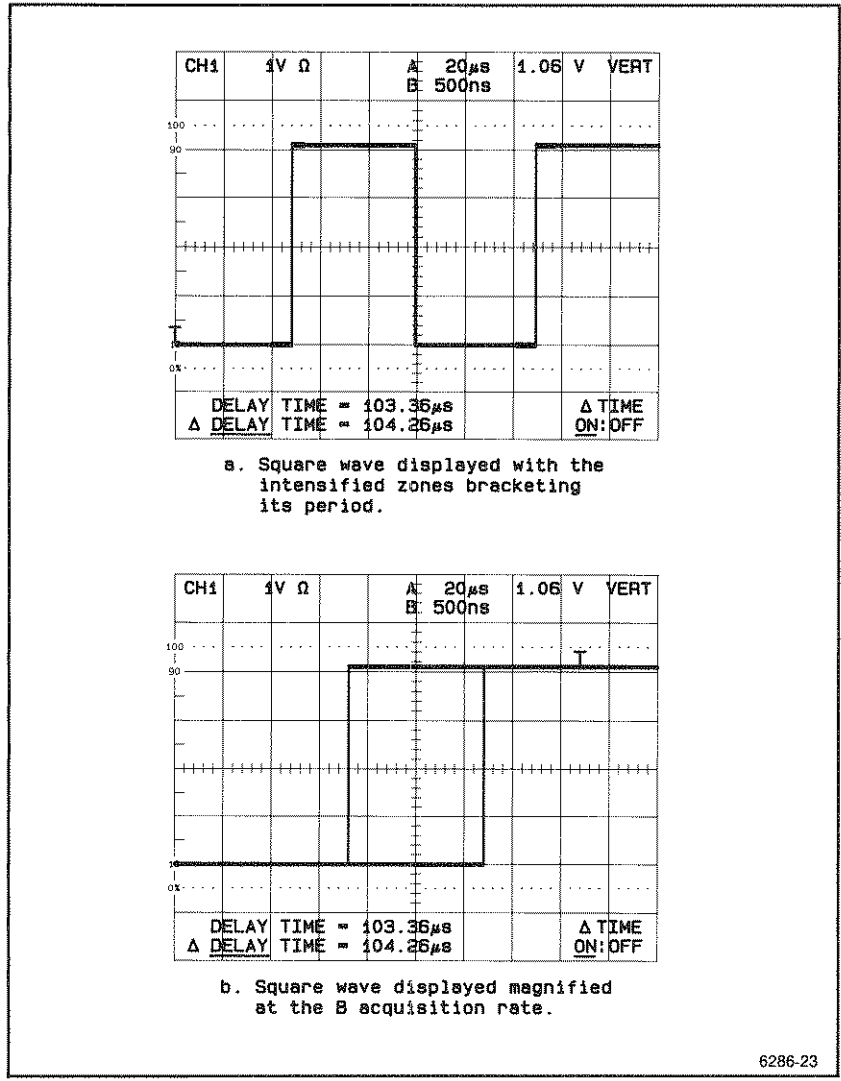 CH1 1V Ω A 20µs 1.06 V VERT
B 500ns
100
90
1
0%
DELAY TIME = 103.36µs Δ TIME
Δ DELAY TIME = 104.26µs ON:OFF
a. Square wave displayed with the
intensified zones bracketing
its period.
CH1 1V Ω A 20µs 1.06 V VERT
B 500ns
T
100
90
10
0%
DELAY TIME = 103.36µs Δ TIME
Δ DELAY TIME = 104.26µs ON:OFF
b. Square wave displayed magnified
at the B acquisition rate.
6286-23